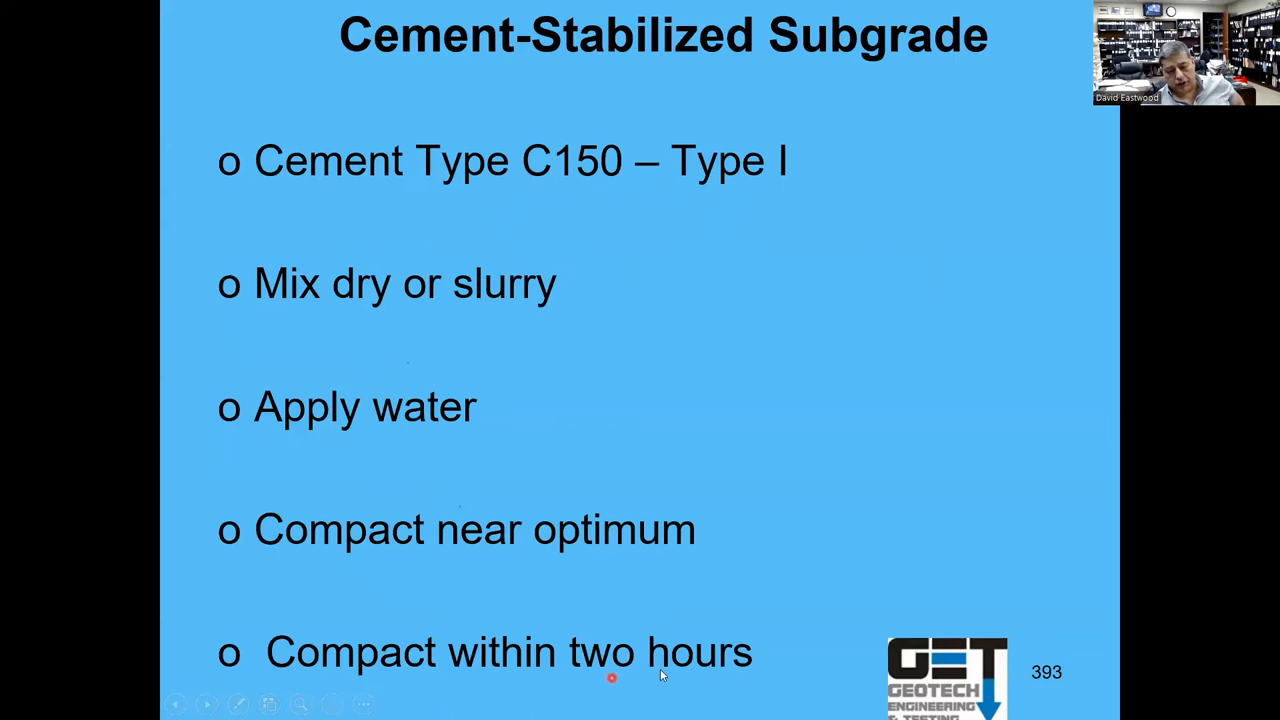 Cement-Stabilized Subgrade
David Eastwood
o Cement Type C150 – Type I
o Mix dry or slurry
o Apply water
o Compact near optimum
o Compact within two hours
GET
GEOTECH
ENGINEERING
& TESTING
393